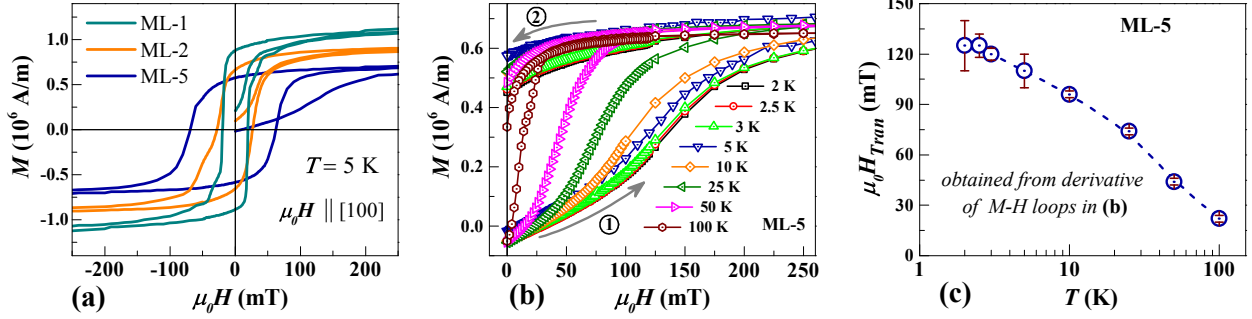 ML-1
ML-2
ML-5
T = 5 K
μ₀H || [100]
1.0
0.5
0.0
-0.5
-1.0
M (10⁶ A/m)
-250 -100 0 100 250
μ₀H (mT)
(a)
②
0.6
0.4
0.2
0.0
M (10⁶ A/m)
2 K
2.5 K
3 K
5 K
10 K
25 K
50 K
100 K
①
ML-5
0 50 100 150 200 250
μ₀H (mT)
(b)
ML-5
150
120
90
60
30
0
μ₀H_Tran (mT)
obtained from derivative
of M-H loops in (b)
1 10 100
T (K)
(c)